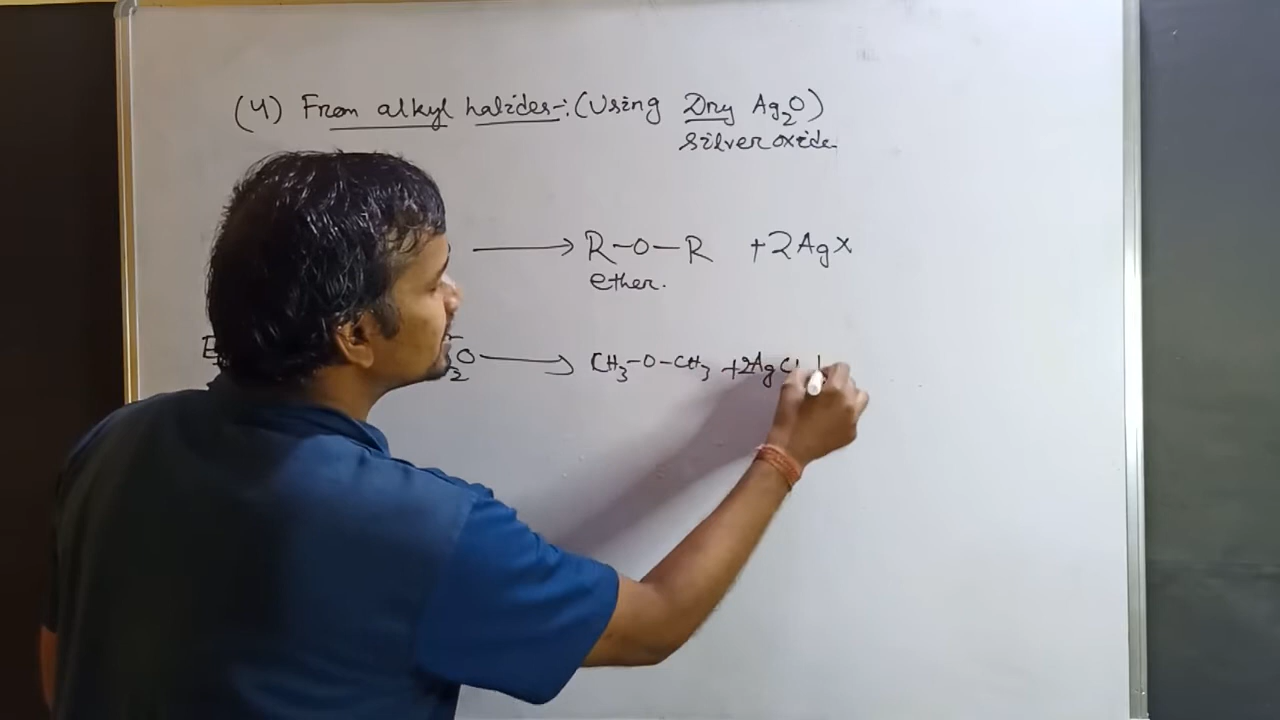 (4) From alkyl halides-:(Using Dry Ag2O)
silver oxide
⟶ R-O-R +2AgX
ether.
O ⟶ CH3-O-CH3 +2AgCl